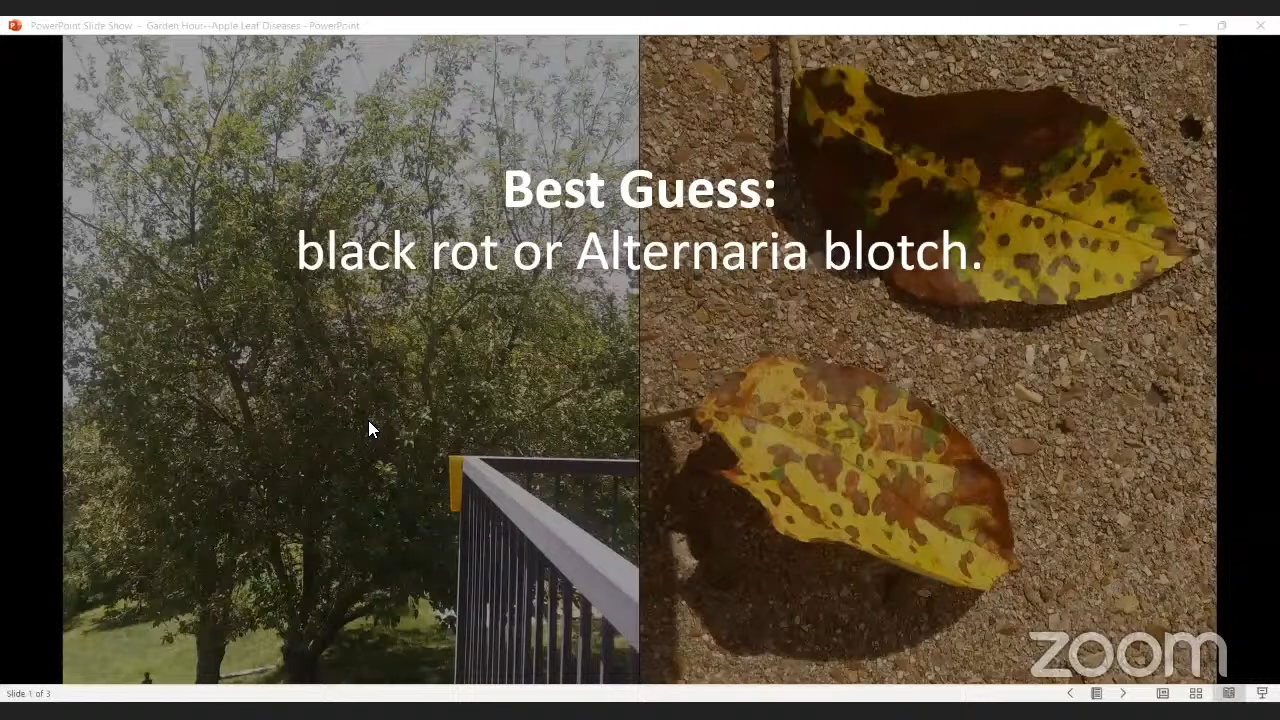 PowerPoint Slide Show - Garden Hour--Apple Leaf Diseases - PowerPoint
Best Guess:
black rot or Alternaria blotch.
zoom
Slide 1 of 3